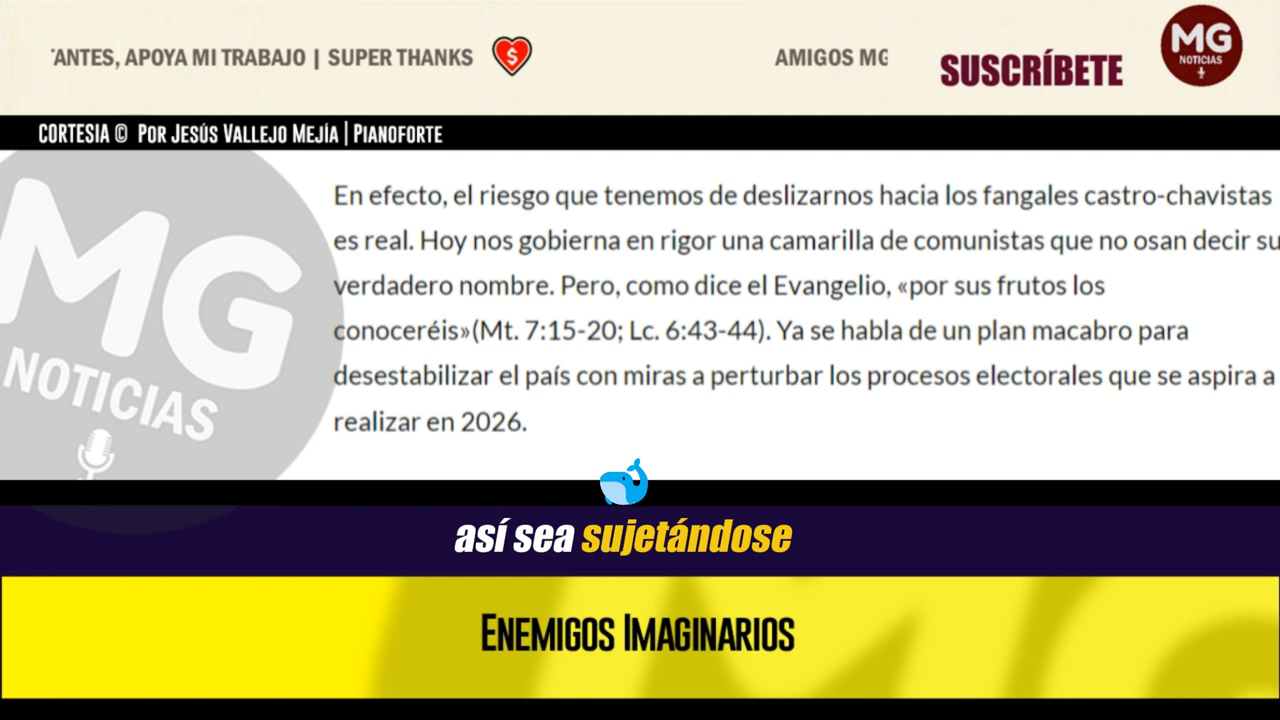 'ANTES, APOYA MI TRABAJO | SUPER THANKS
AMIGOS MG
SUSCRÍBETE
MG
NOTICIAS
CORTESIA © POR JESÚS VALLEJO MEJÍA | PIANOFORTE
MG
NOTICIAS
En efecto, el riesgo que tenemos de deslizarnos hacia los fangales castro-chavistas
es real. Hoy nos gobierna en rigor una camarilla de comunistas que no osan decir su
verdadero nombre. Pero, como dice el Evangelio, «por sus frutos los
conoceréis»(Mt. 7:15-20; Lc. 6:43-44). Ya se habla de un plan macabro para
desestabilizar el país con miras a perturbar los procesos electorales que se aspira a
realizar en 2026.
así sea sujetándose
ENEMIGOS IMAGINARIOS